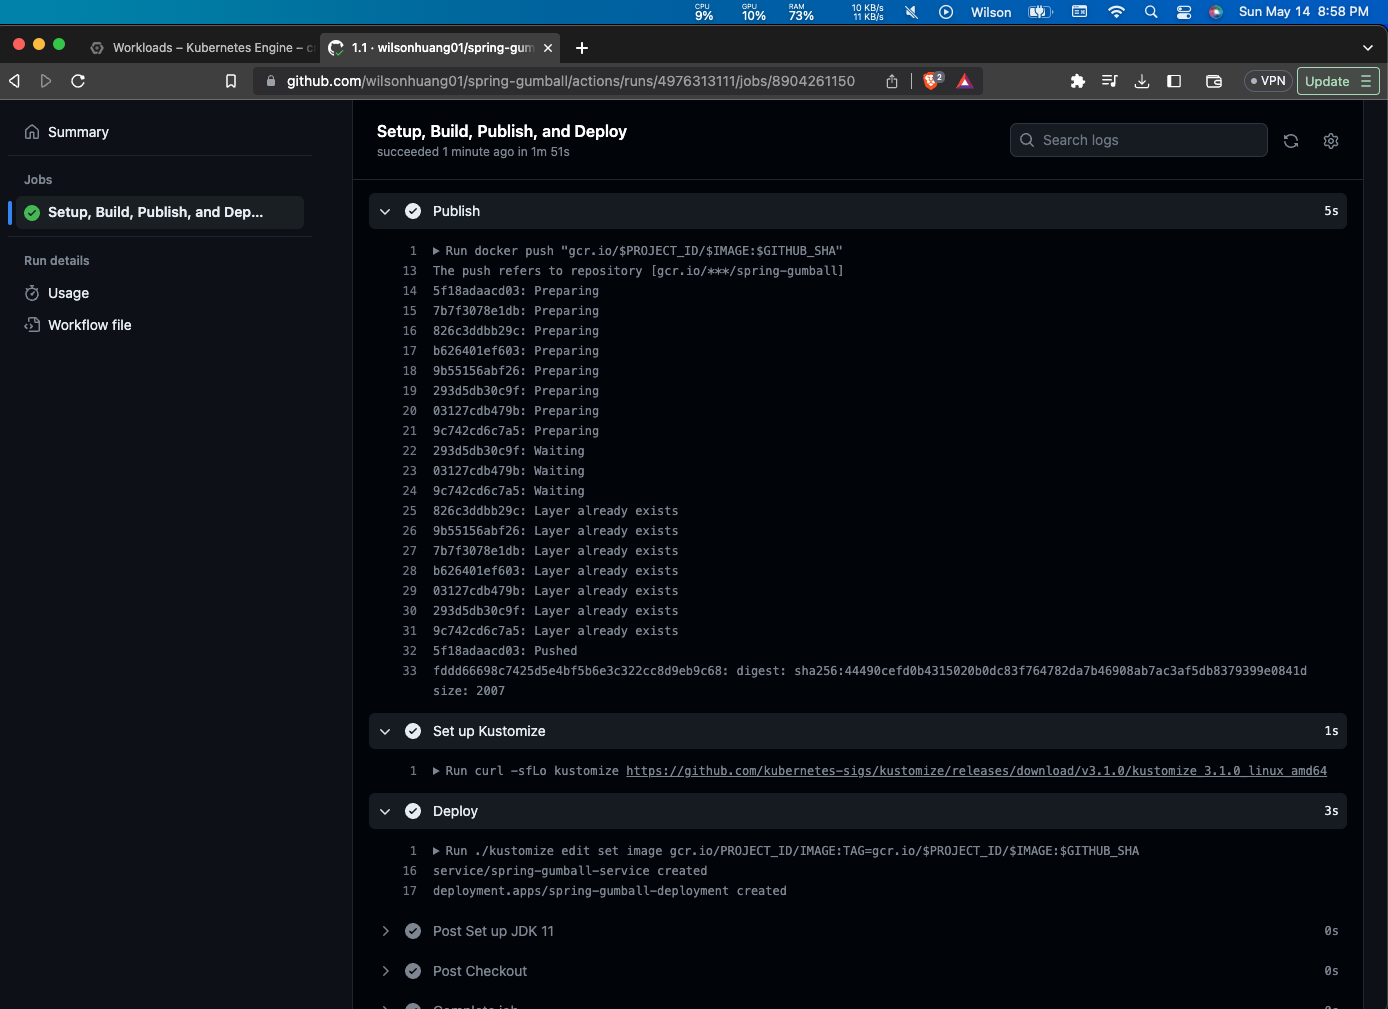 CPU 9% GPU 10% RAM 73% 10 KB/s 11 KB/s Wilson Sun May 14 8:58 PM
Workloads – Kubernetes Engine – 1.1 · wilsonhuang01/spring-gum
github.com/wilsonhuang01/spring-gumball/actions/runs/4976313111/jobs/8904261150 2 VPN Update
Summary
Jobs
Setup, Build, Publish, and Dep...
Run details
Usage
Workflow file
Setup, Build, Publish, and Deploy
succeeded 1 minute ago in 1m 51s
Search logs
Publish 5s
1 Run docker push "gcr.io/$PROJECT_ID/$IMAGE:$GITHUB_SHA"
13 The push refers to repository [gcr.io/***/spring-gumball]
14 5f18adaacd03: Preparing
15 7b7f3078e1db: Preparing
16 826c3ddbb29c: Preparing
17 b626401ef603: Preparing
18 9b55156abf26: Preparing
19 293d5db30c9f: Preparing
20 03127cdb479b: Preparing
21 9c742cd6c7a5: Preparing
22 293d5db30c9f: Waiting
23 03127cdb479b: Waiting
24 9c742cd6c7a5: Waiting
25 826c3ddbb29c: Layer already exists
26 9b55156abf26: Layer already exists
27 7b7f3078e1db: Layer already exists
28 b626401ef603: Layer already exists
29 03127cdb479b: Layer already exists
30 293d5db30c9f: Layer already exists
31 9c742cd6c7a5: Layer already exists
32 5f18adaacd03: Pushed
33 fddd66698c7425d5e4bf5b6e3c322cc8d9eb9c68: digest: sha256:44490cefd0b4315020b0dc83f764782da7b46908ab7ac3af5db8379399e0841d
size: 2007
Set up Kustomize 1s
1 Run curl -sfLo kustomize https://github.com/kubernetes-sigs/kustomize/releases/download/v3.1.0/kustomize_3.1.0_linux_amd64
Deploy 3s
1 Run ./kustomize edit set image gcr.io/PROJECT_ID/IMAGE:TAG=gcr.io/$PROJECT_ID/$IMAGE:$GITHUB_SHA
16 service/spring-gumball-service created
17 deployment.apps/spring-gumball-deployment created
Post Set up JDK 11 0s
Post Checkout 0s
Complete job 0s